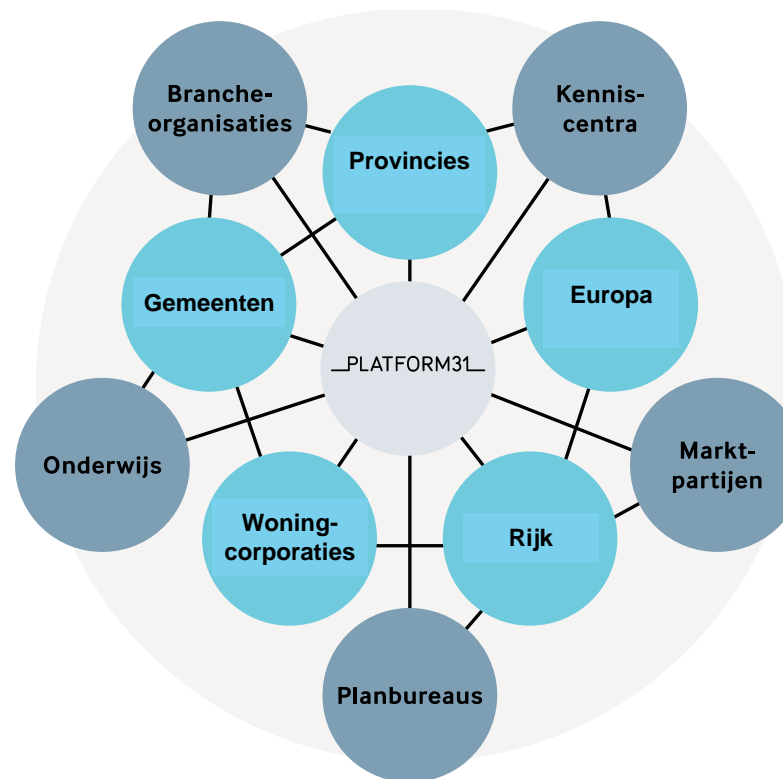 Branche-
organisaties
Kennis-
centra
Provincies
Gemeenten
Europa
PLATFORM31
Onderwijs
Markt-
partijen
Woning-
corporaties
Rijk
Planbureaus